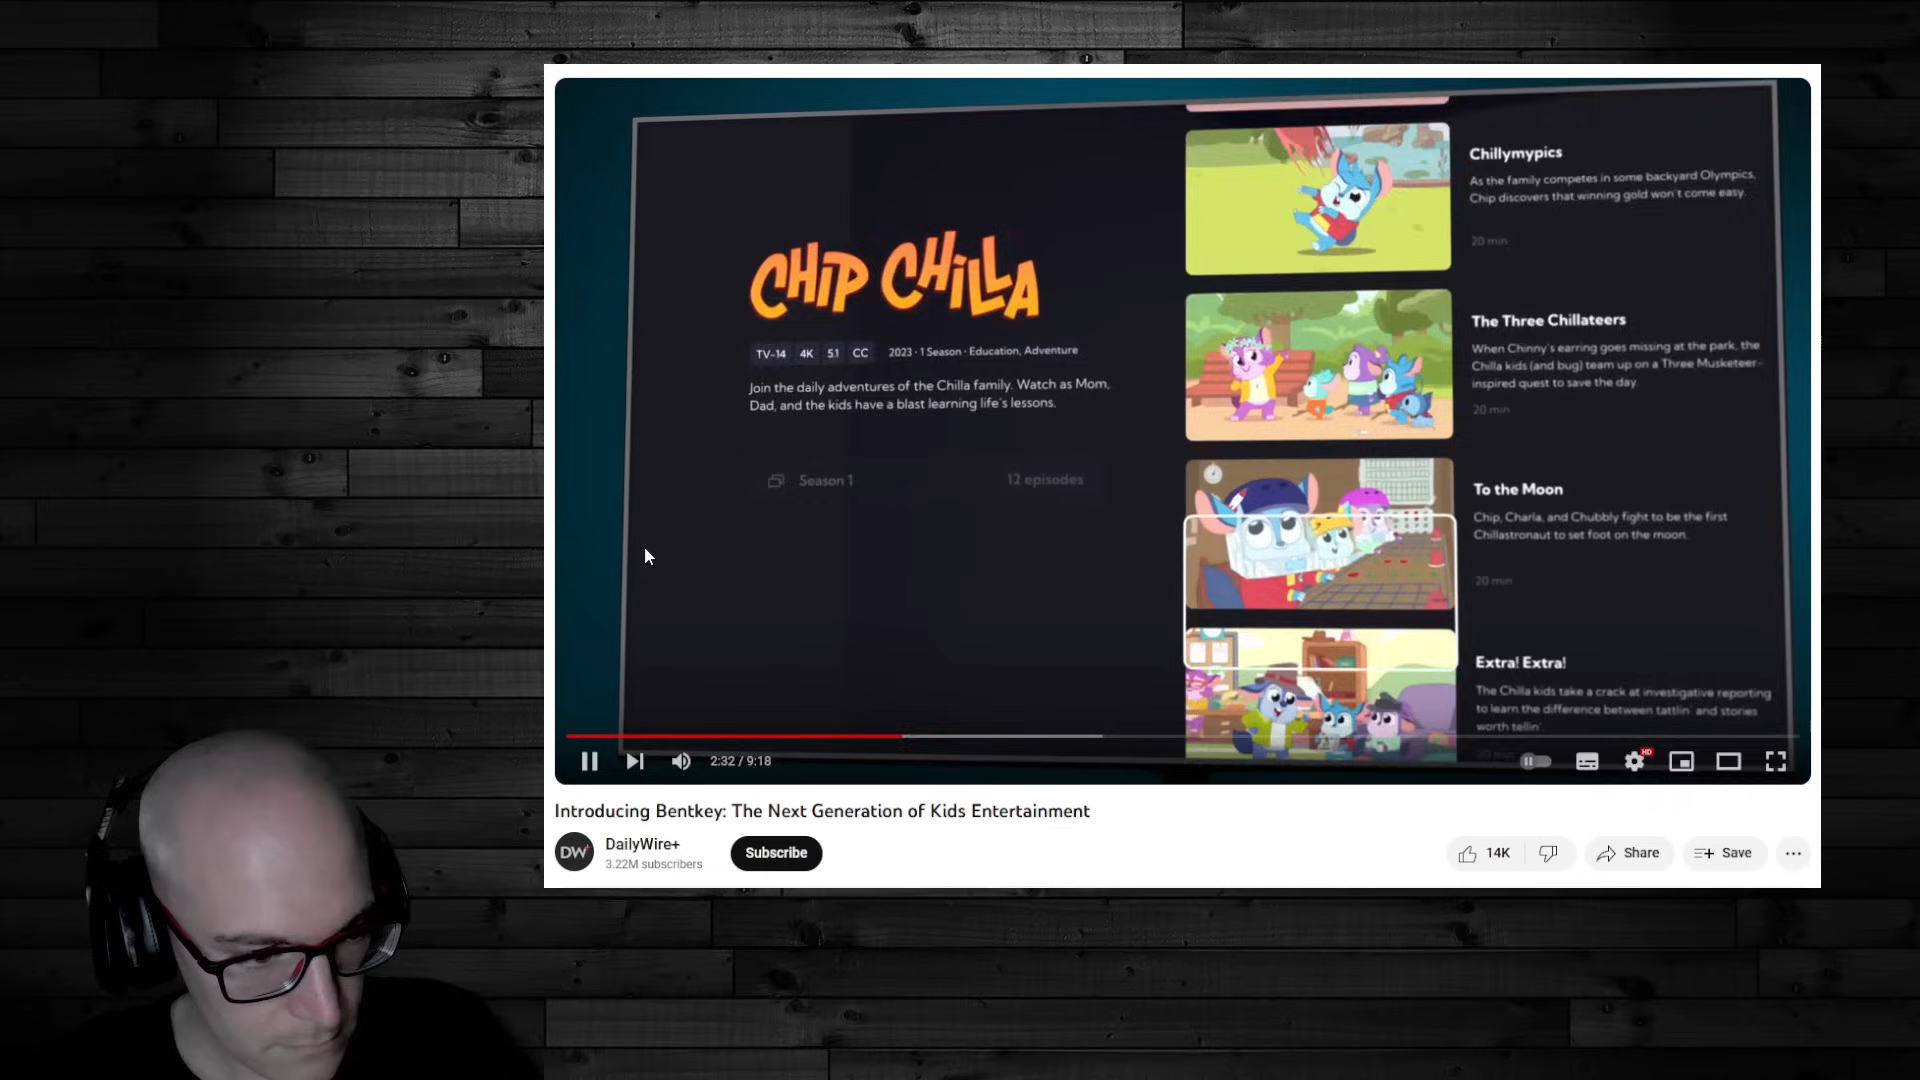 CHIP CHILLA
TV-14 4K 5.1 CC 2023 · 1 Season · Education, Adventure
Join the daily adventures of the Chilla family. Watch as Mom,
Dad, and the kids have a blast learning life's lessons.
Season 1 12 episodes
Chillymypics
As the family competes in some backyard Olympics,
Chip discovers that winning gold won't come easy.
20 min
The Three Chillateers
When Chinny's earring goes missing at the park, the
Chilla kids (and bug) team up on a Three Musketeer-
inspired quest to save the day.
20 min
To the Moon
Chip, Charla, and Chubbly fight to be the first
Chillastronaut to set foot on the moon.
20 min
Extra! Extra!
The Chilla kids take a crack at investigative reporting
to learn the difference between tattlin' and stories
worth tellin'.
20 min
2:32 / 9:18
HD
Introducing Bentkey: The Next Generation of Kids Entertainment
DW+
DailyWire+
3.22M subscribers
Subscribe
14K
Share
Save